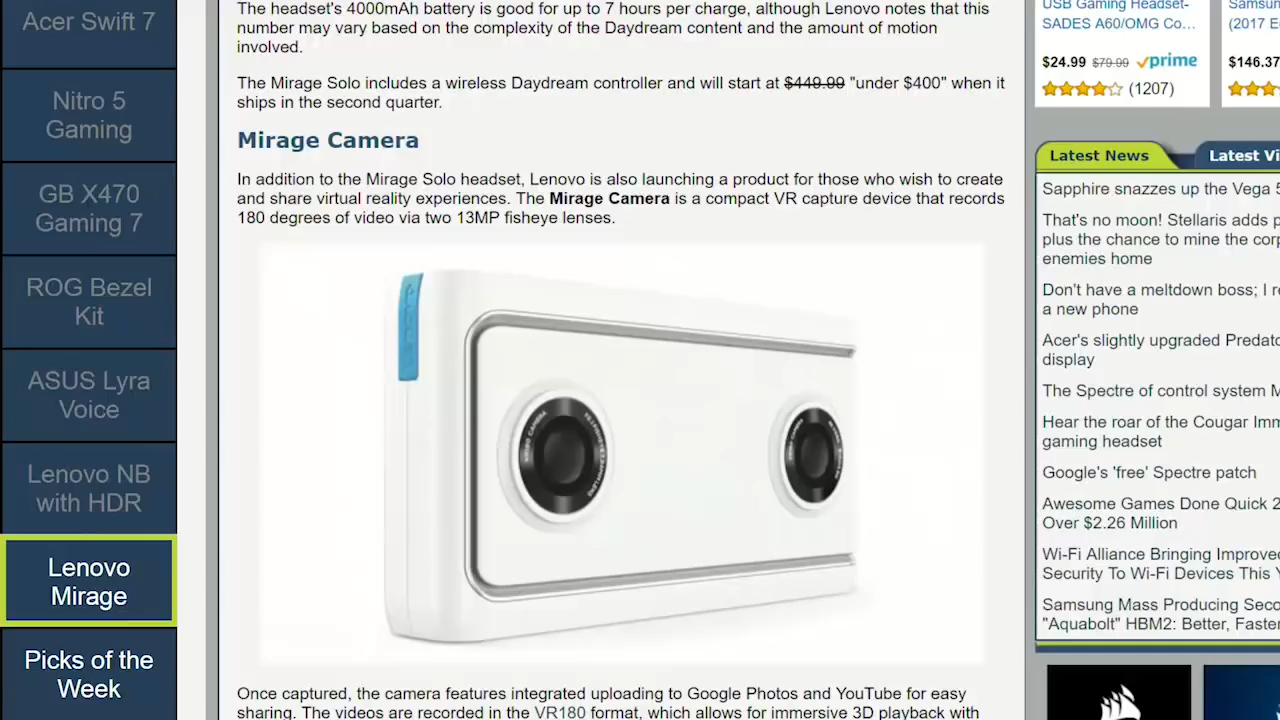 Acer Swift 7
Nitro 5
Gaming
GB X470
Gaming 7
ROG Bezel
Kit
ASUS Lyra
Voice
Lenovo NB
with HDR
Lenovo
Mirage
Picks of the
Week
The headset's 4000mAh battery is good for up to 7 hours per charge, although Lenovo notes that this
number may vary based on the complexity of the Daydream content and the amount of motion
involved.
The Mirage Solo includes a wireless Daydream controller and will start at $449.99 "under $400" when it
ships in the second quarter.
Mirage Camera
In addition to the Mirage Solo headset, Lenovo is also launching a product for those who wish to create
and share virtual reality experiences. The Mirage Camera is a compact VR capture device that records
180 degrees of video via two 13MP fisheye lenses.
Once captured, the camera features integrated uploading to Google Photos and YouTube for easy
sharing. The videos are recorded in the VR180 format, which allows for immersive 3D playback with
USB Gaming Headset-
SADES A60/OMG Co...
$24.99 $79.99 prime
(1207)
Samsun
(2017 E
$146.37
Latest News
Latest Vi
Sapphire snazzes up the Vega 5
That's no moon! Stellaris adds p
plus the chance to mine the corp
enemies home
Don't have a meltdown boss; I re
a new phone
Acer's slightly upgraded Predato
display
The Spectre of control system M
Hear the roar of the Cougar Imm
gaming headset
Google's 'free' Spectre patch
Awesome Games Done Quick 2
Over $2.26 Million
Wi-Fi Alliance Bringing Improved
Security To Wi-Fi Devices This Y
Samsung Mass Producing Seco
"Aquabolt" HBM2: Better, Faster